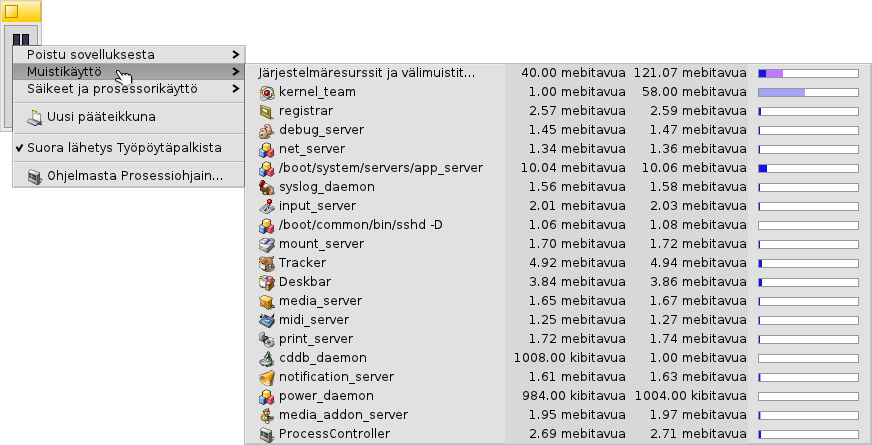 Poistu sovelluksesta
Muistikäyttö
Säikeet ja prosessorikäyttö
Uusi pääteikkuna
Suora lähetys Työpöytäpalkista
Ohjelmasta Prosessiohjain...
Järjestelmäresurssit ja välimuistit... 40.00 mebitavua 121.07 mebitavua
kernel_team 1.00 mebitavua 58.00 mebitavua
registrar 2.57 mebitavua 2.59 mebitavua
debug_server 1.45 mebitavua 1.47 mebitavua
net_server 1.34 mebitavua 1.36 mebitavua
/boot/system/servers/app_server 10.04 mebitavua 10.06 mebitavua
syslog_daemon 1.56 mebitavua 1.58 mebitavua
input_server 2.01 mebitavua 2.03 mebitavua
/boot/common/bin/sshd -D 1.06 mebitavua 1.08 mebitavua
mount_server 1.70 mebitavua 1.72 mebitavua
Tracker 4.92 mebitavua 4.94 mebitavua
Deskbar 3.84 mebitavua 3.86 mebitavua
media_server 1.65 mebitavua 1.67 mebitavua
midi_server 1.25 mebitavua 1.27 mebitavua
print_server 1.72 mebitavua 1.74 mebitavua
cddb_daemon 1008.00 kibitavua 1.00 mebitavua
notification_server 1.61 mebitavua 1.63 mebitavua
power_daemon 984.00 kibitavua 1004.00 kibitavua
media_addon_server 1.95 mebitavua 1.97 mebitavua
ProcessController 2.69 mebitavua 2.71 mebitavua